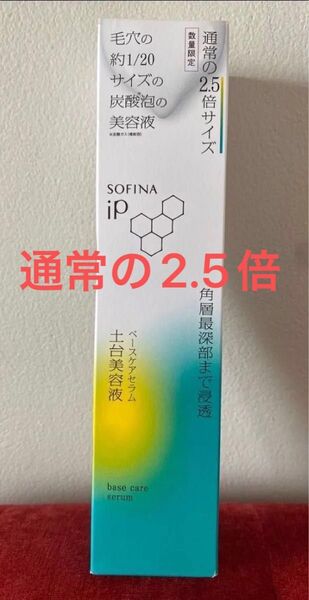 通常の2.5倍サイズ
数量限定
毛穴の
約1/20
サイズの
炭酸泡の
美容液
SOFINA
iP
通常の2.5倍
角層最深部まで浸透
ベースケアセラム
土台美容液
base care
serum